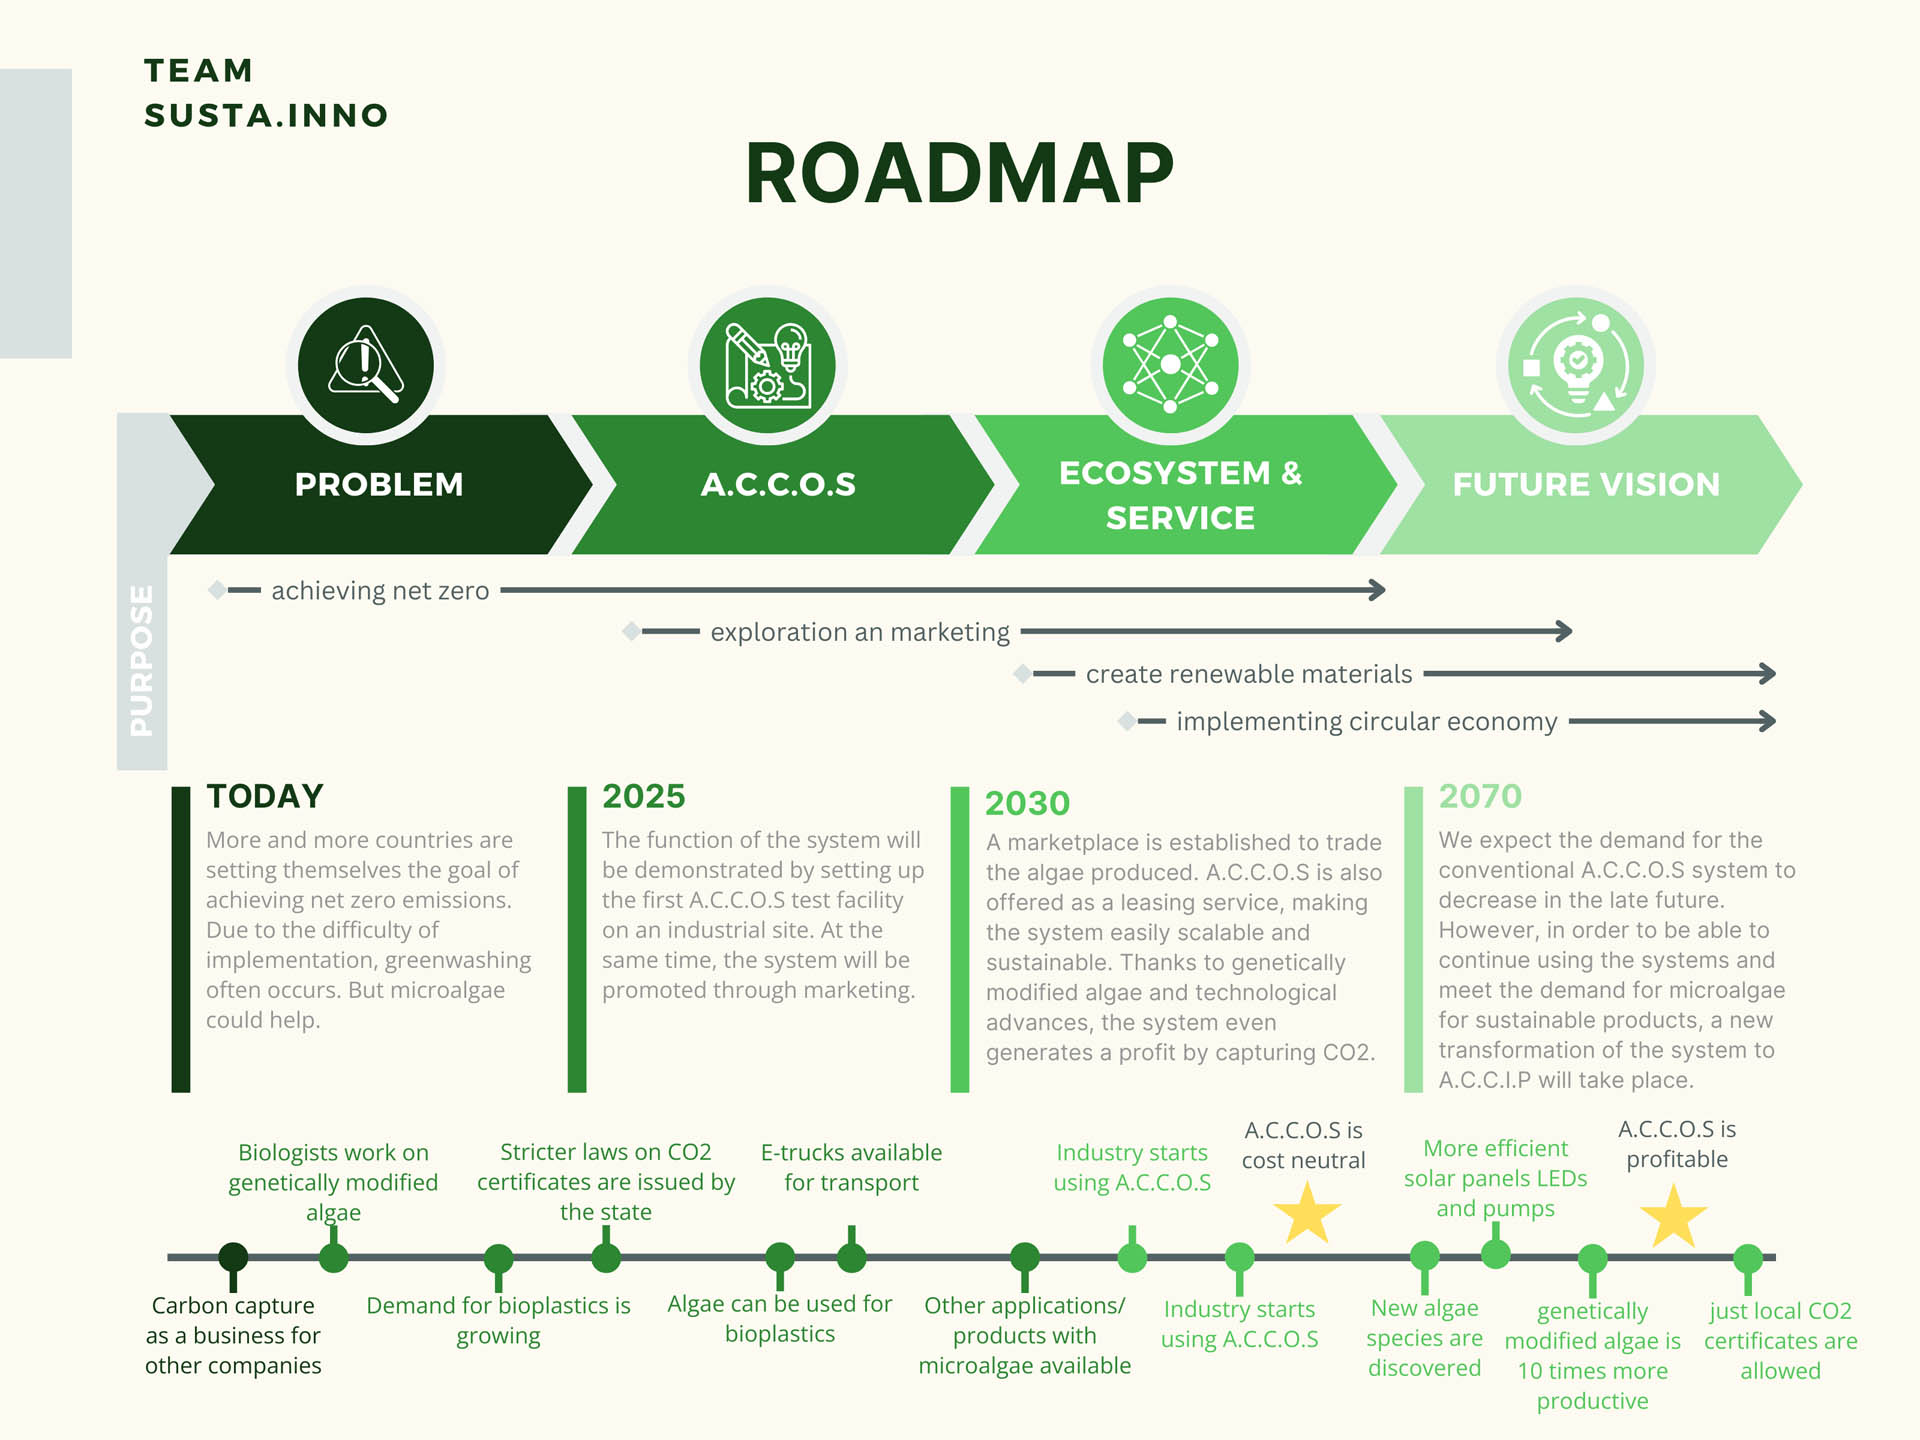 TEAM
SUSTA.INNO
ROADMAP
PROBLEM
A.C.C.O.S
ECOSYSTEM &
SERVICE
FUTURE VISION
PURPOSE
achieving net zero
exploration an marketing
create renewable materials
implementing circular economy
TODAY
More and more countries are
setting themselves the goal of
achieving net zero emissions.
Due to the difficulty of
implementation, greenwashing
often occurs. But microalgae
could help.
2025
The function of the system will
be demonstrated by setting up
the first A.C.C.O.S test facility
on an industrial site. At the
same time, the system will be
promoted through marketing.
2030
A marketplace is established to trade
the algae produced. A.C.C.O.S is also
offered as a leasing service, making
the system easily scalable and
sustainable. Thanks to genetically
modified algae and technological
advances, the system even
generates a profit by capturing CO2.
2070
We expect the demand for the
conventional A.C.C.O.S system to
decrease in the late future.
However, in order to be able to
continue using the systems and
meet the demand for microalgae
for sustainable products, a new
transformation of the system to
A.C.C.I.P will take place.
Biologists work on
genetically modified
algae
Stricter laws on CO2
certificates are issued by
the state
E-trucks available
for transport
Industry starts
using A.C.C.O.S
A.C.C.O.S is
cost neutral
More efficient
solar panels LEDs
and pumps
A.C.C.O.S is
profitable
Carbon capture
as a business for
other companies
Demand for bioplastics is
growing
Algae can be used for
bioplastics
Other applications/
products with
microalgae available
Industry starts
using A.C.C.O.S
New algae
species are
discovered
genetically
modified algae is
10 times more
productive
just local CO2
certificates are
allowed